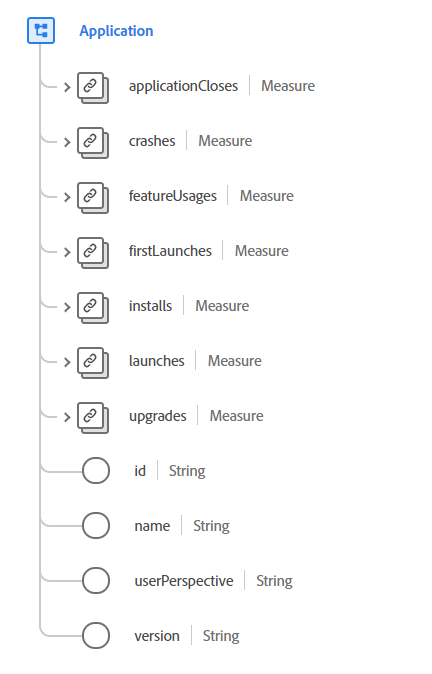 Application
applicationCloses Measure
crashes Measure
featureUsages Measure
firstLaunches Measure
installs Measure
launches Measure
upgrades Measure
id String
name String
userPerspective String
version String